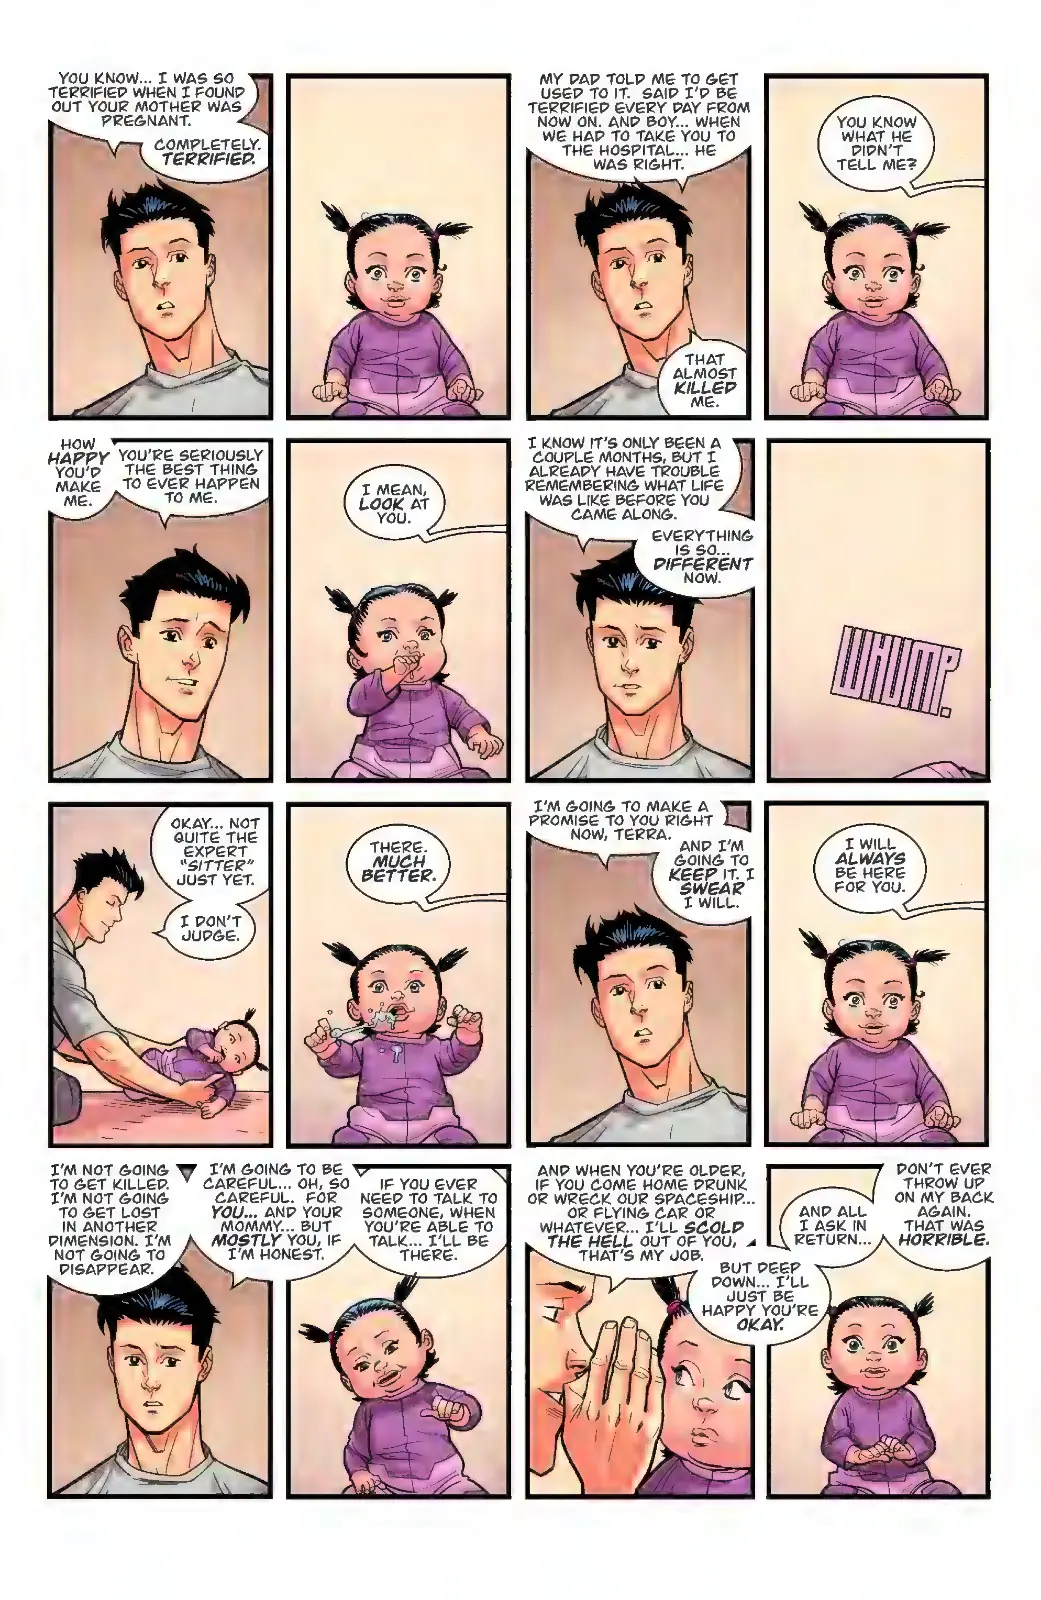 YOU KNOW... I WAS SO
TERRIFIED WHEN I FOUND
OUT YOUR MOTHER WAS
PREGNANT.
COMPLETELY.
TERRIFIED.
MY DAD TOLD ME TO GET
USED TO IT. SAID I'D BE
TERRIFIED EVERY DAY FROM
NOW ON. AND BOY... WHEN
WE HAD TO TAKE YOU TO
THE HOSPITAL... HE
WAS RIGHT.
THAT
ALMOST
KILLED
ME.
YOU KNOW
WHAT HE
DIDN'T
TELL ME?
HOW
HAPPY
YOU'D
MAKE
ME.
YOU'RE SERIOUSLY
THE BEST THING
TO EVER HAPPEN
TO ME.
I MEAN,
LOOK AT
YOU.
I KNOW IT'S ONLY BEEN A
COUPLE MONTHS, BUT I
ALREADY HAVE TROUBLE
REMEMBERING WHAT LIFE
WAS LIKE BEFORE YOU
CAME ALONG.
EVERYTHING
IS SO...
DIFFERENT
NOW.
WHUMP.
OKAY... NOT
QUITE THE
EXPERT
"SITTER"
JUST YET.
I DON'T
JUDGE.
THERE.
MUCH
BETTER.
I'M GOING TO MAKE A
PROMISE TO YOU RIGHT
NOW, TERRA.
AND I'M
GOING TO
KEEP IT. I
SWEAR
I WILL.
I WILL
ALWAYS
BE HERE
FOR YOU.
I'M NOT GOING
TO GET KILLED.
I'M NOT GOING
TO GET LOST
IN ANOTHER
DIMENSION. I'M
NOT GOING TO
DISAPPEAR.
I'M GOING TO BE
CAREFUL... OH, SO
CAREFUL. FOR
YOU... AND YOUR
MOMMY... BUT
MOSTLY YOU, IF
I'M HONEST.
IF YOU EVER
NEED TO TALK TO
SOMEONE, WHEN
YOU'RE ABLE TO
TALK... I'LL BE
THERE.
AND WHEN YOU'RE OLDER,
IF YOU COME HOME DRUNK
OR WRECK OUR SPACESHIP...
OR FLYING CAR OR
WHATEVER... I'LL SCOLD
THE HELL OUT OF YOU,
THAT'S MY JOB.
BUT DEEP
DOWN... I'LL
JUST BE
HAPPY YOU'RE
OKAY.
AND ALL
I ASK IN
RETURN...
DON'T EVER
THROW UP
ON MY BACK
AGAIN.
THAT WAS
HORRIBLE.